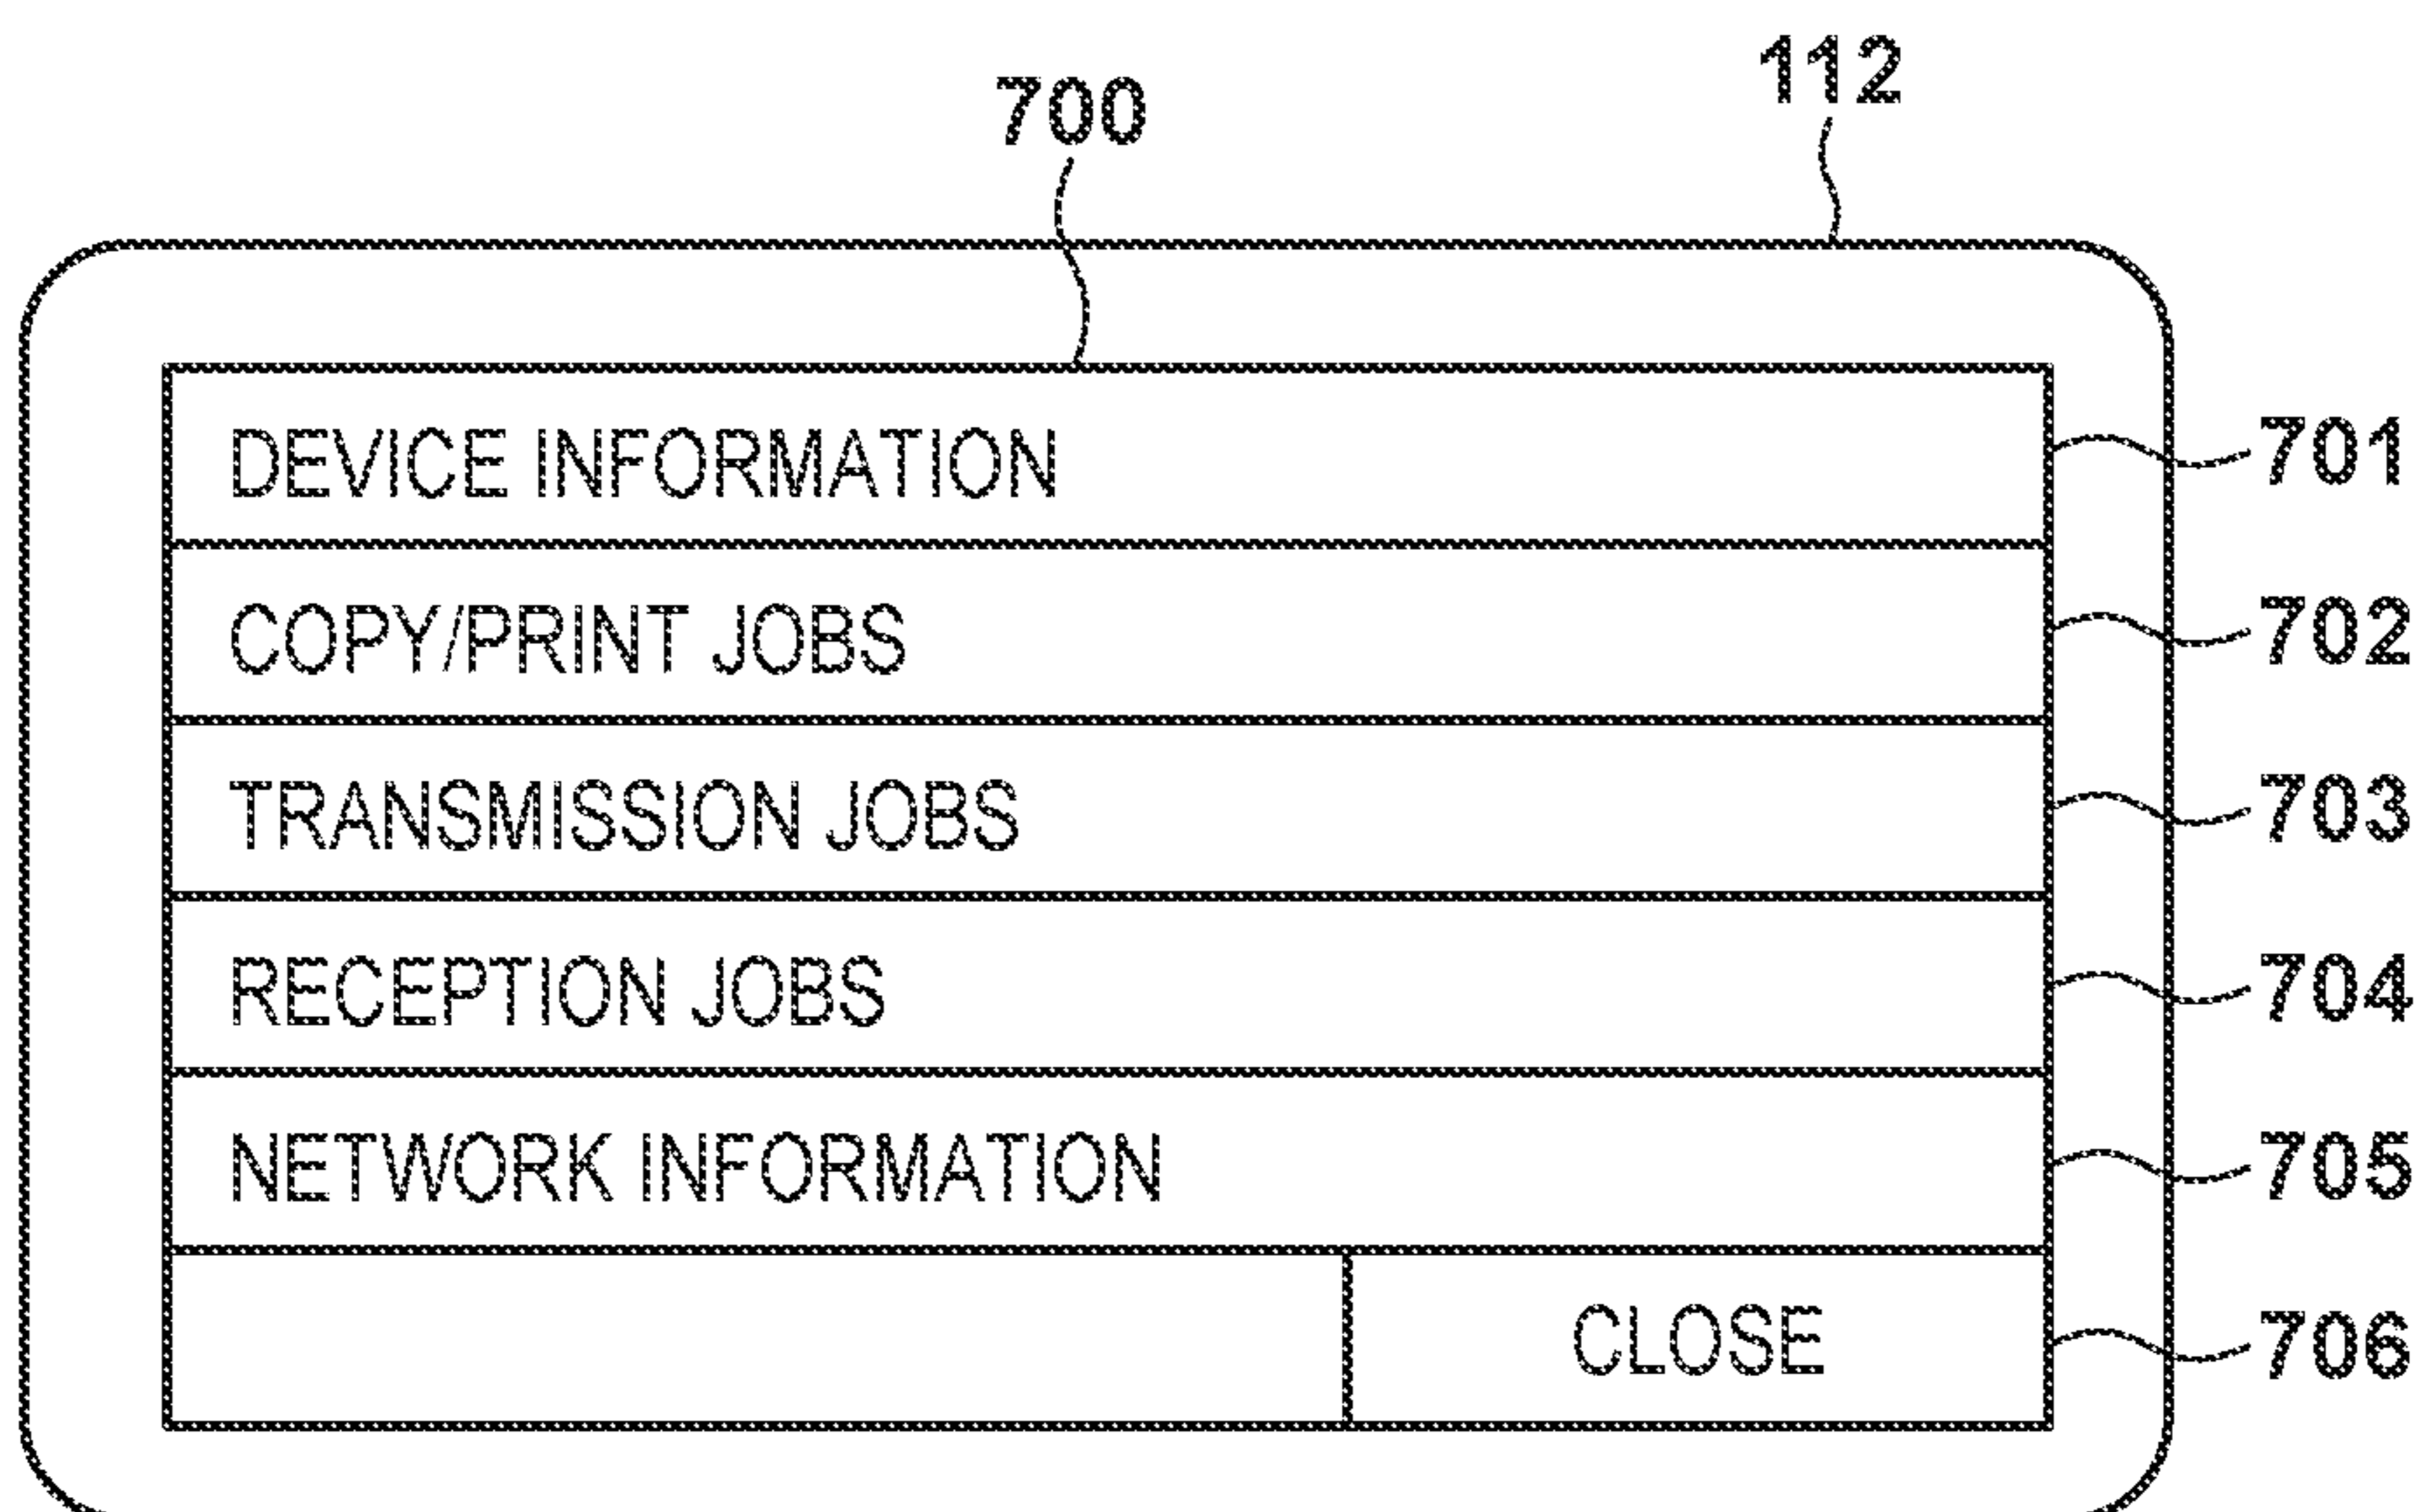 112
700
DEVICE INFORMATION 701
COPY/PRINT JOBS 702
TRANSMISSION JOBS 703
RECEPTION JOBS 704
NETWORK INFORMATION 705
CLOSE 706